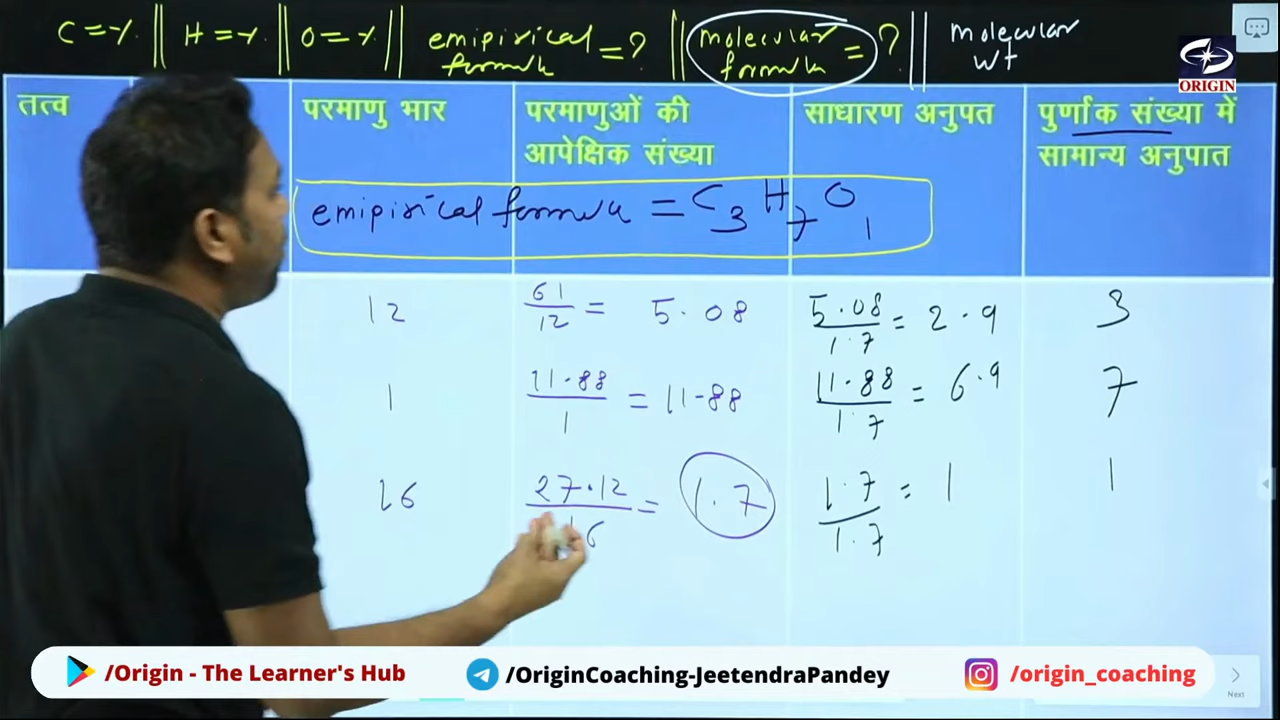 C = % || H = % || O = % || emipirical formula = ? || molecular formula = ? || molecular wt
ORIGIN
तत्व
परमाणु भार
परमाणुओं की
आपेक्षिक संख्या
साधारण अनुपत
पुर्णाक संख्या में
सामान्य अनुपात
emipirical formula = C3 H7 O1
12
61/12 = 5.08
5.08/1.7 = 2.9
3
1
11.88/1 = 11.88
11.88/1.7 = 6.9
7
16
27.12/16 = 1.7
1.7/1.7 = 1
1
/Origin - The Learner's Hub
/OriginCoaching-JeetendraPandey
/origin_coaching
Next